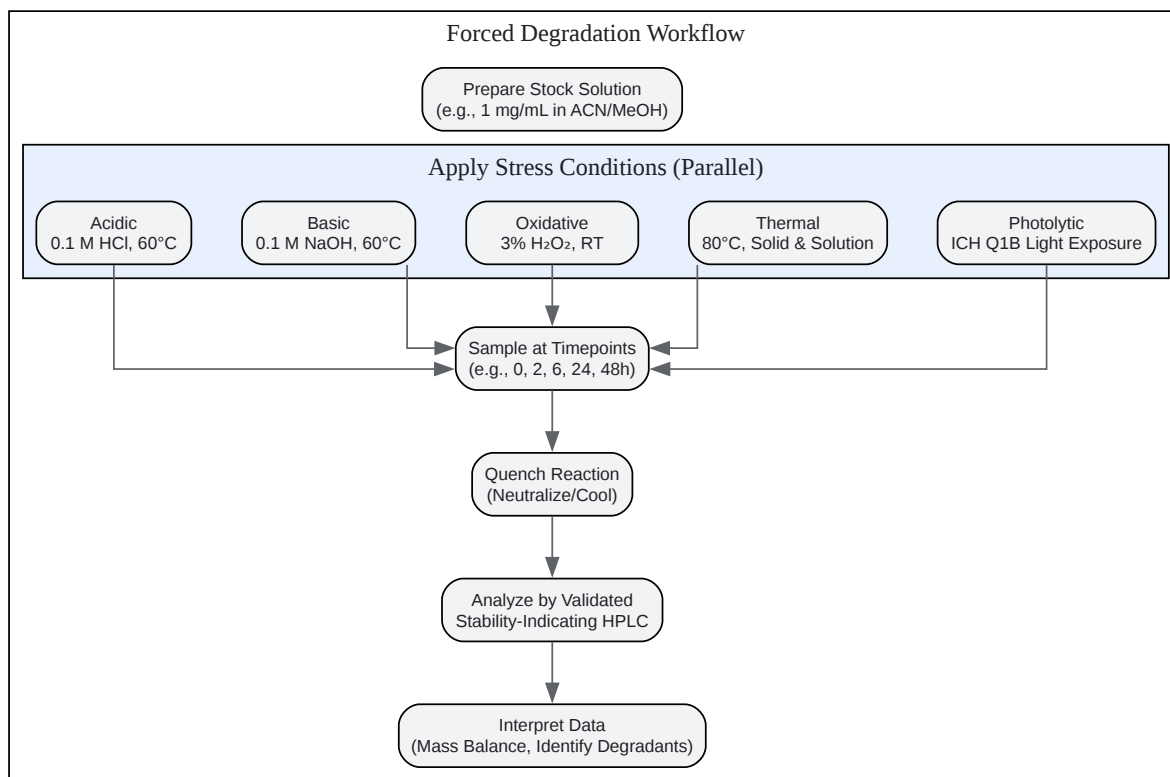 Forced Degradation Workflow
Prepare Stock Solution
(e.g., 1 mg/mL in ACN/MeOH)
Apply Stress Conditions (Parallel)
Acidic
0.1 M HCl, 60°C
Basic
0.1 M NaOH, 60°C
Oxidative
3% H₂O₂, RT
Thermal
80°C, Solid & Solution
Photolytic
ICH Q1B Light Exposure
Sample at Timepoints
(e.g., 0, 2, 6, 24, 48h)
Quench Reaction
(Neutralize/Cool)
Analyze by Validated
Stability-Indicating HPLC
Interpret Data
(Mass Balance, Identify Degradants)